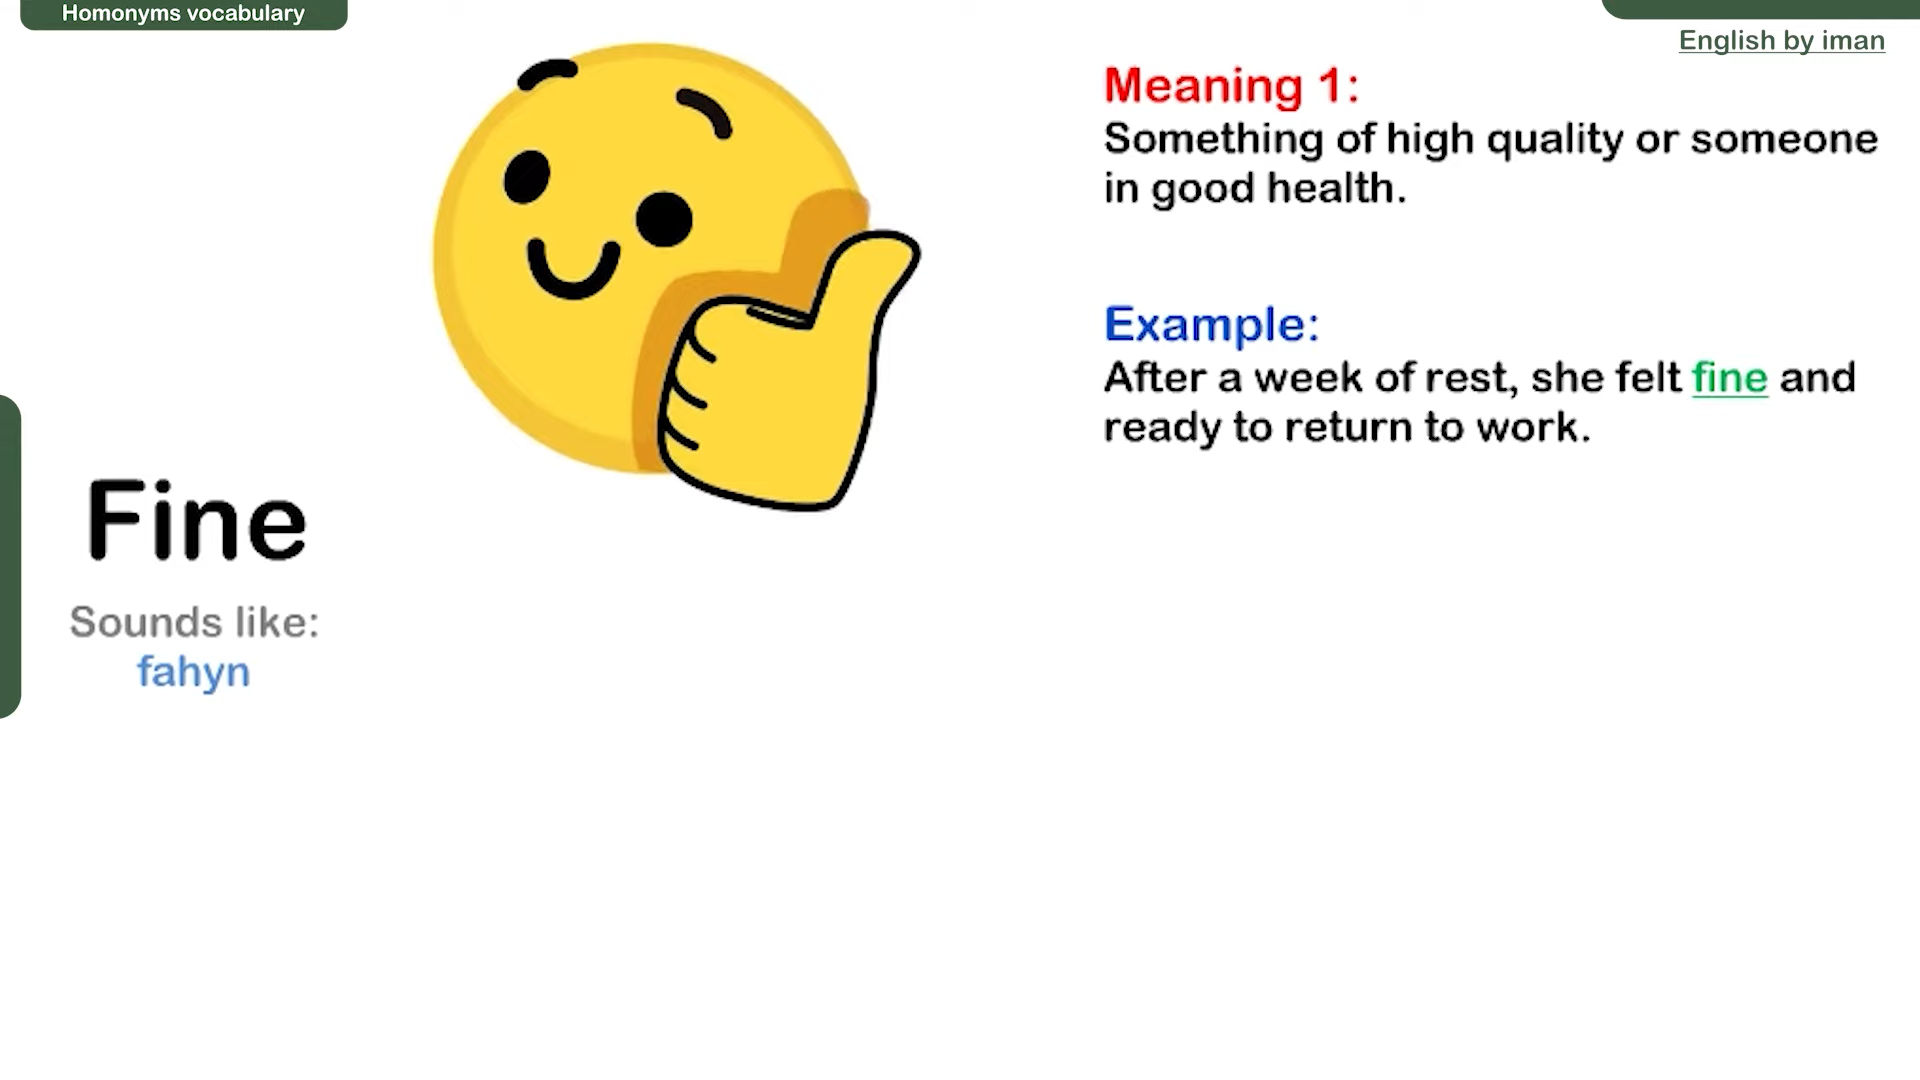 Homonyms vocabulary
English by iman
Meaning 1:
Something of high quality or someone
in good health.
Example:
After a week of rest, she felt fine and
ready to return to work.
Fine
Sounds like:
fahyn